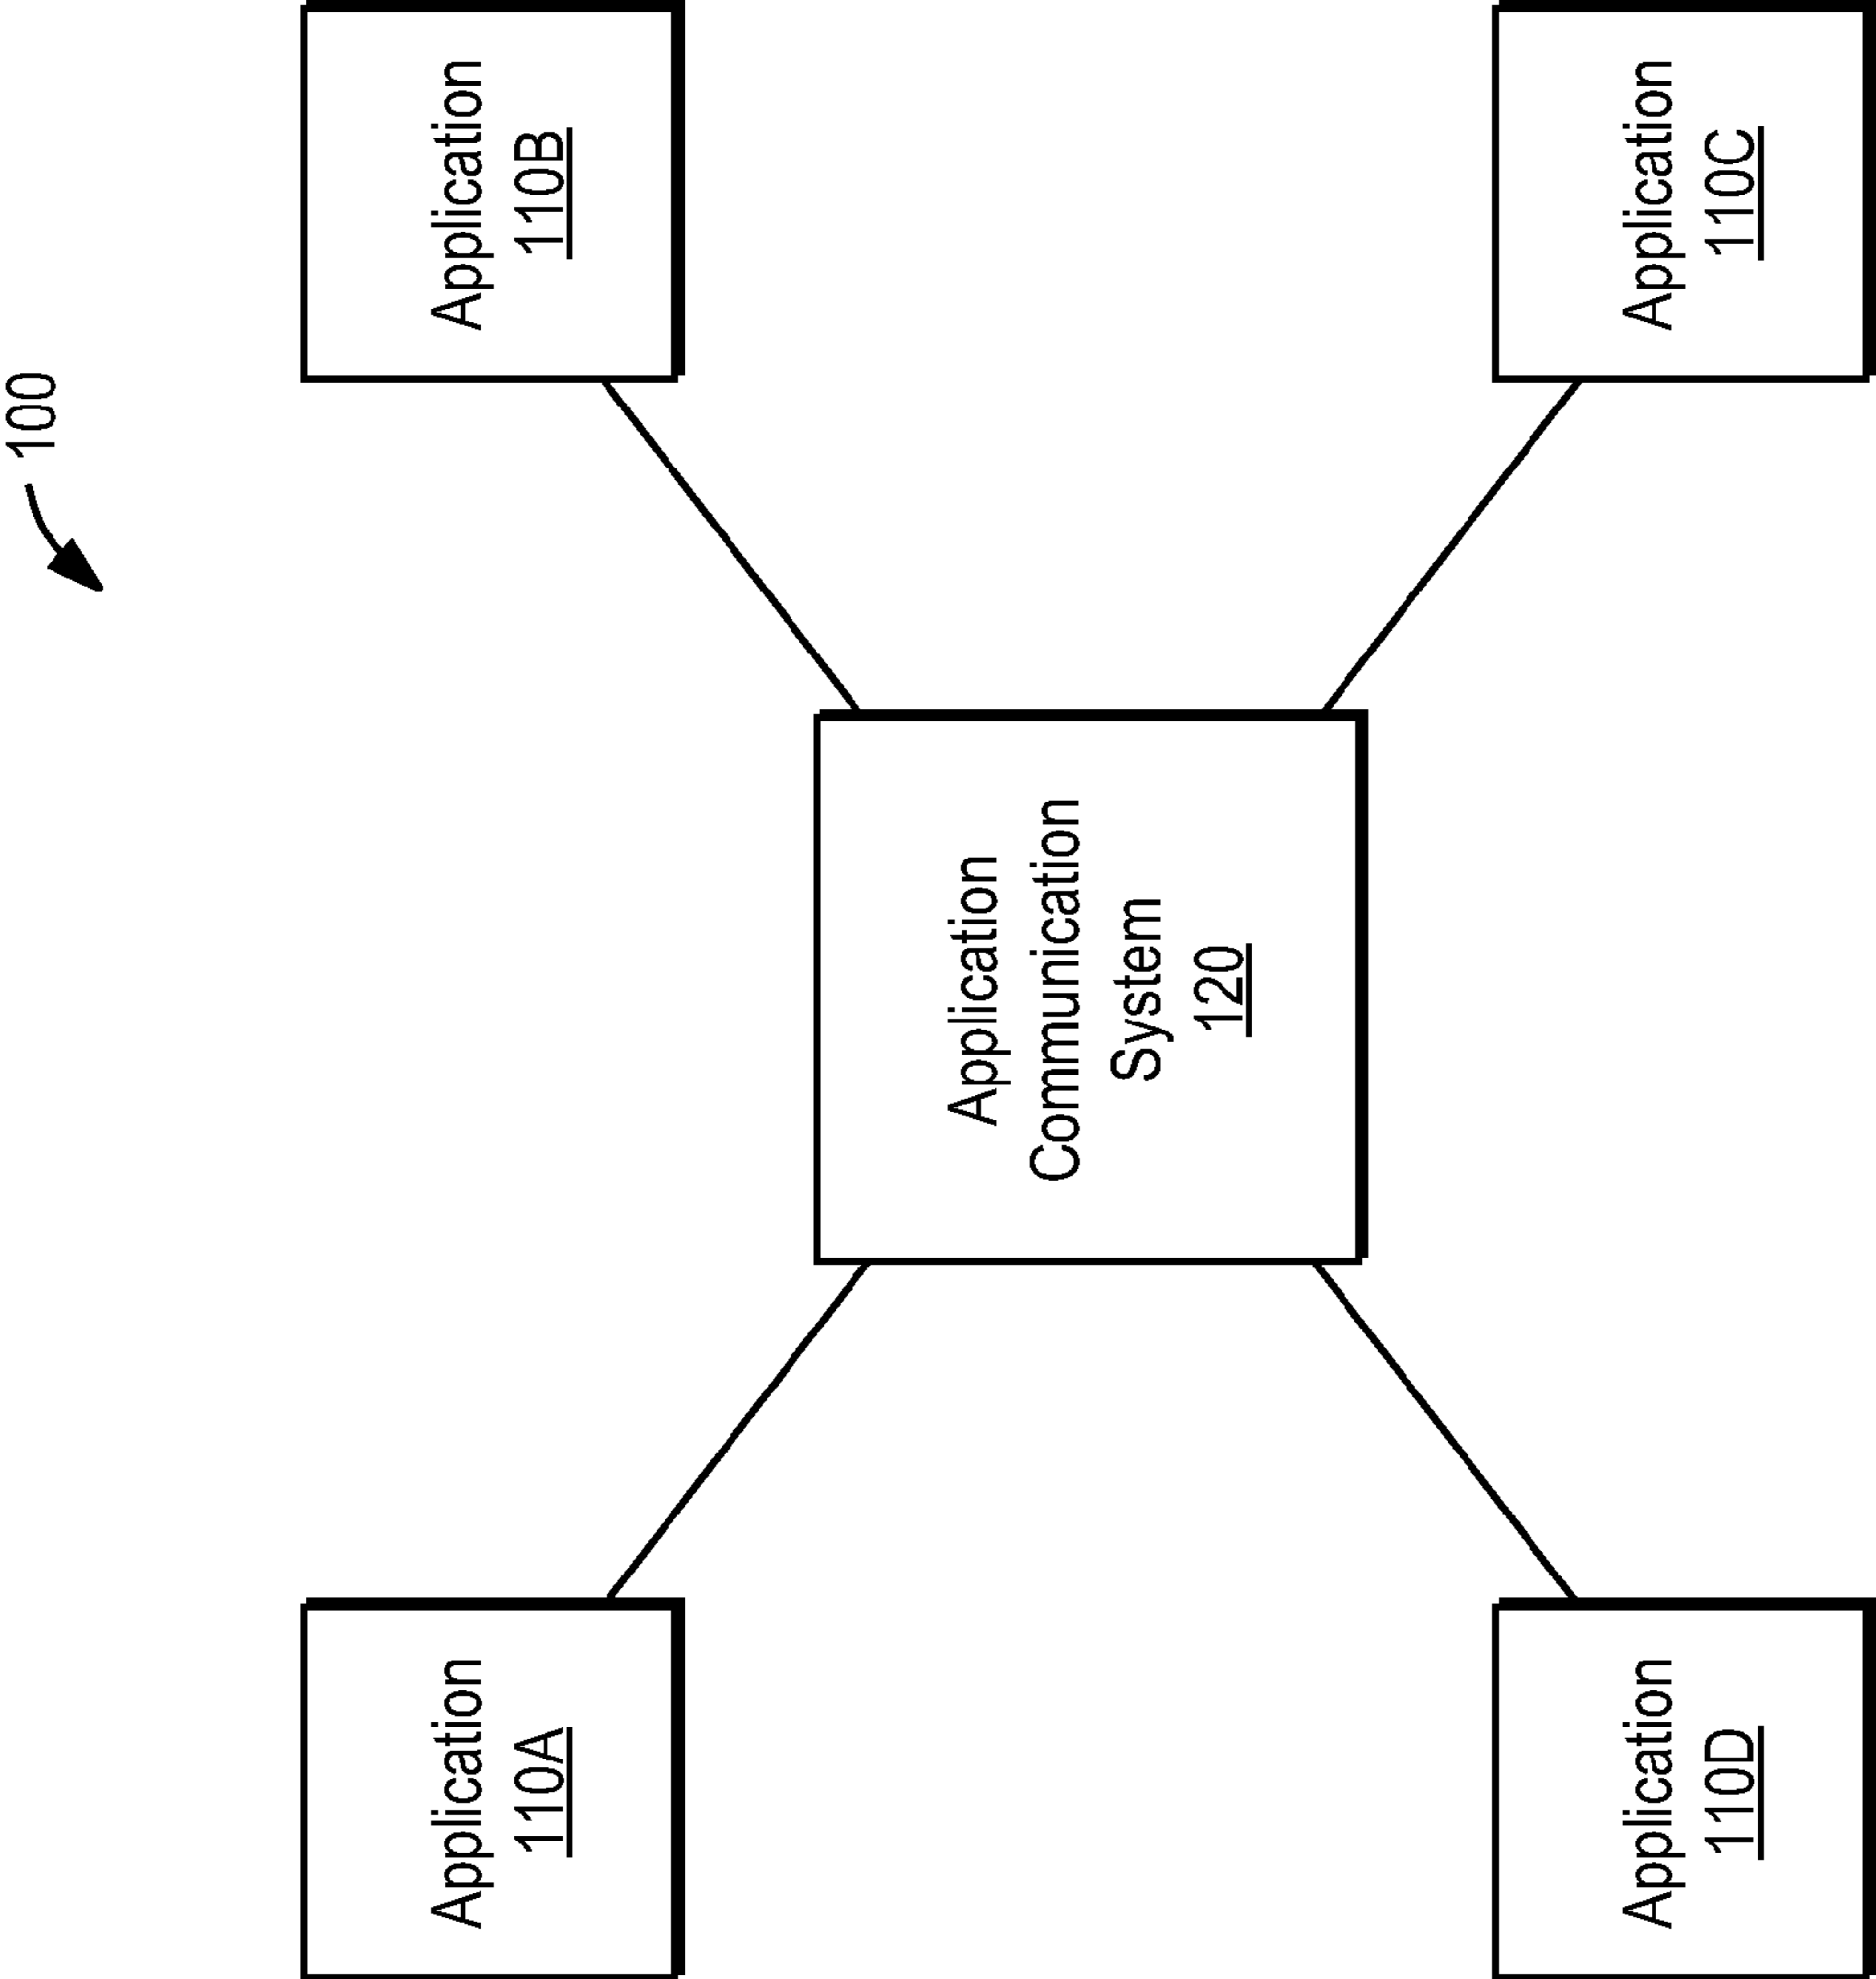 100
Application
110A
Application
110B
Application
Communication
System
120
Application
110D
Application
110C